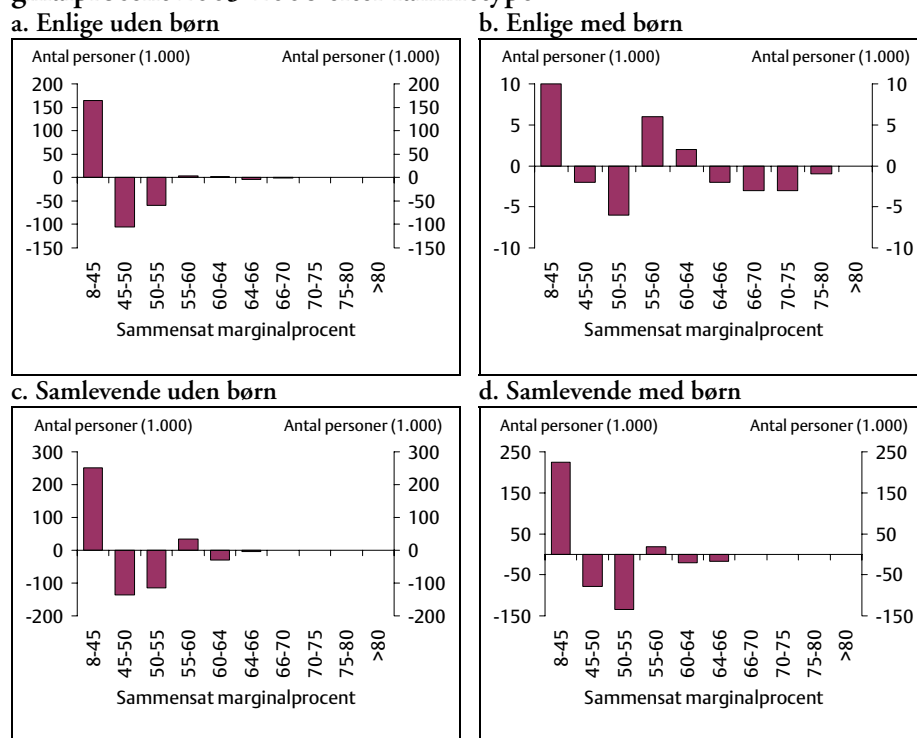 a. Enlige uden børn
Antal personer (1.000) Antal personer (1.000)
200 200
150 150
100 100
50 50
0 0
-50 -50
-100 -100
-150 -150
8-45 45-50 50-55 55-60 60-64 64-66 66-70 70-75 75-80 >80
Sammensat marginalprocent
b. Enlige med børn
Antal personer (1.000) Antal personer (1.000)
10 10
5 5
0 0
-5 -5
-10 -10
8-45 45-50 50-55 55-60 60-64 64-66 66-70 70-75 75-80 >80
Sammensat marginalprocent
c. Samlevende uden børn
Antal personer (1.000) Antal personer (1.000)
300 300
200 200
100 100
0 0
-100 -100
-200 -200
8-45 45-50 50-55 55-60 60-64 64-66 66-70 70-75 75-80 >80
Sammensat marginalprocent
d. Samlevende med børn
Antal personer (1.000) Antal personer (1.000)
250 250
150 150
50 50
-50 -50
-150 -150
8-45 45-50 50-55 55-60 60-64 64-66 66-70 70-75 75-80 >80
Sammensat marginalprocent